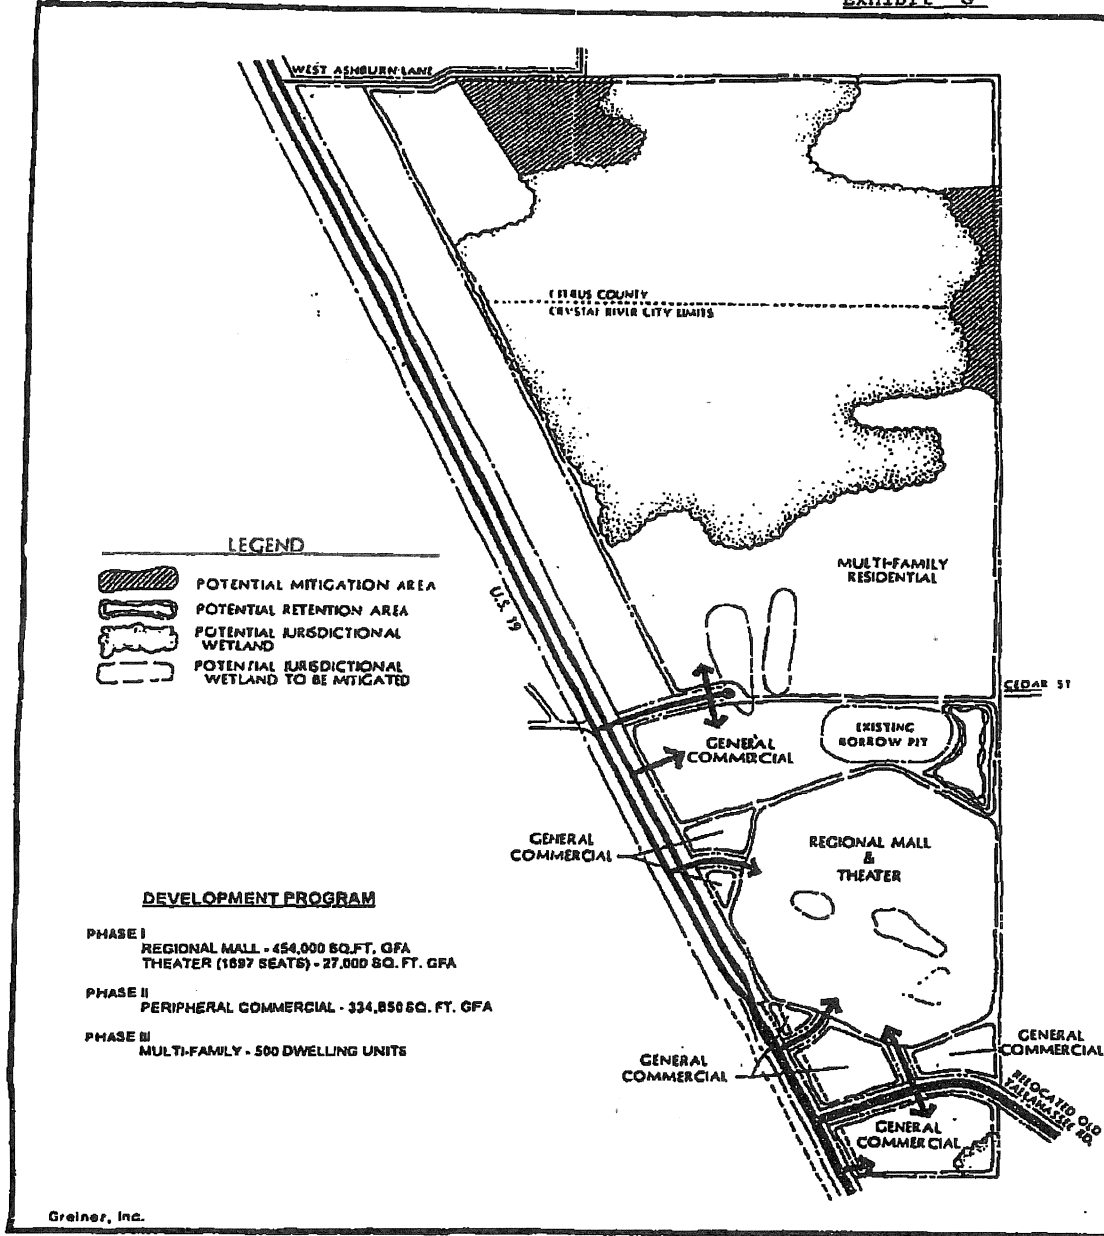 WEST ASHBURN LANE
CITRUS COUNTY
CRYSTAL RIVER CITY LIMITS
LEGEND
POTENTIAL MITIGATION AREA
POTENTIAL RETENTION AREA
POTENTIAL JURISDICTIONAL
WETLAND
POTENTIAL JURISDICTIONAL
WETLAND TO BE MITIGATED
U.S. 19
MULTI-FAMILY
RESIDENTIAL
CEDAR ST
EXISTING
BORROW PIT
GENERAL
COMMERCIAL
GENERAL
COMMERCIAL
REGIONAL MALL
&
THEATER
DEVELOPMENT PROGRAM
PHASE I
REGIONAL MALL - 454,000 SQ.FT. GFA
THEATER (1697 SEATS) - 27,000 SQ. FT. GFA
PHASE II
PERIPHERAL COMMERCIAL - 334,850 SQ. FT. GFA
PHASE III
MULTI-FAMILY - 500 DWELLING UNITS
GENERAL
COMMERCIAL
GENERAL
COMMERCIAL
RELOCATED OLD
TALLAHASSEE RD.
GENERAL
COMMERCIAL
Greiner, Inc.